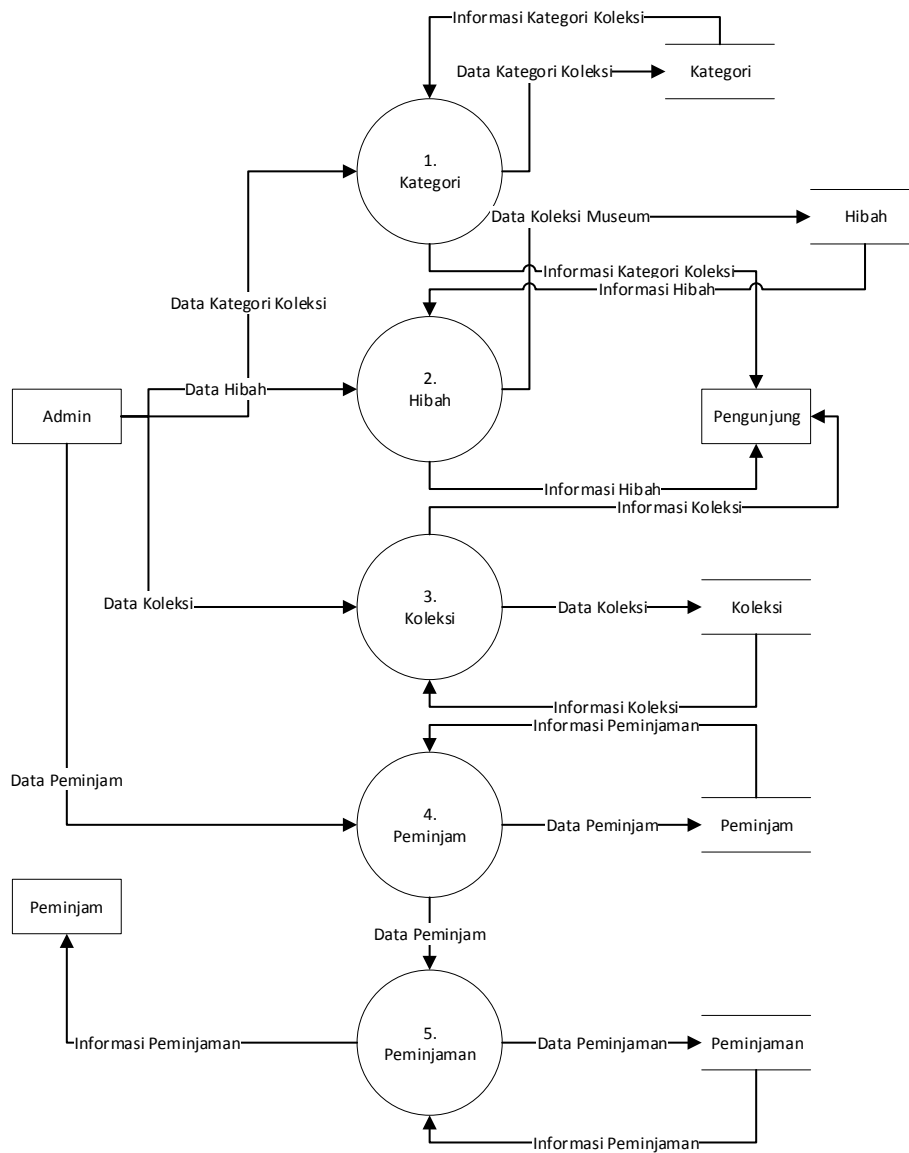 Informasi Kategori Koleksi
Data Kategori Koleksi
Kategori
1.
Kategori
Data Koleksi Museum
Hibah
Informasi Kategori Koleksi
Informasi Hibah
Data Kategori Koleksi
2.
Hibah
Data Hibah
Admin
Pengunjung
Informasi Hibah
Informasi Koleksi
3.
Koleksi
Data Koleksi
Data Koleksi
Koleksi
Informasi Koleksi
Informasi Peminjaman
Data Peminjam
4.
Peminjam
Data Peminjam
Peminjam
Peminjam
Data Peminjam
5.
Peminjaman
Informasi Peminjaman
Data Peminjaman
Peminjaman
Informasi Peminjaman